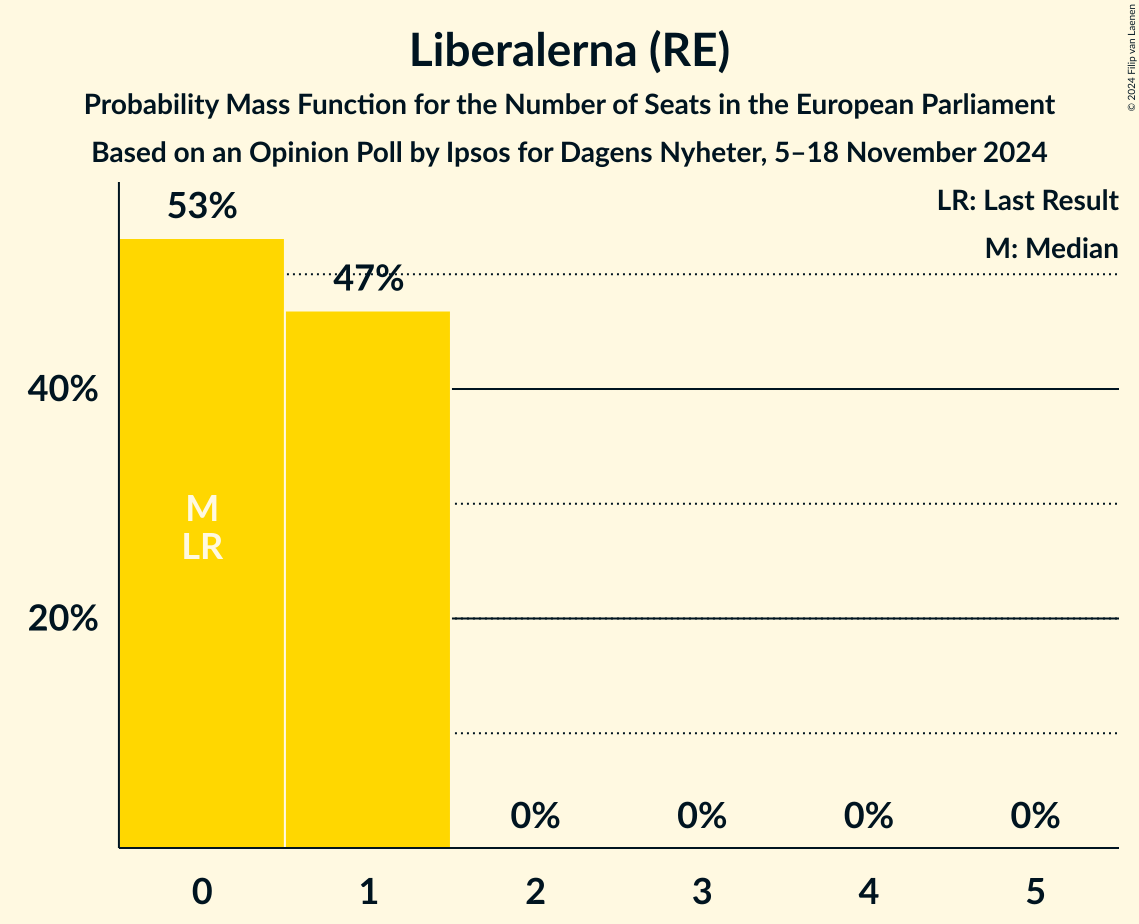 Liberalerna (RE)
Probability Mass Function for the Number of Seats in the European Parliament
Based on an Opinion Poll by Ipsos for Dagens Nyheter, 5–18 November 2024
© 2024 Filip van Laenen
LR: Last Result
M: Median
53%
47%
40%
20%
M
LR
0%
0%
0%
0%
0
1
2
3
4
5